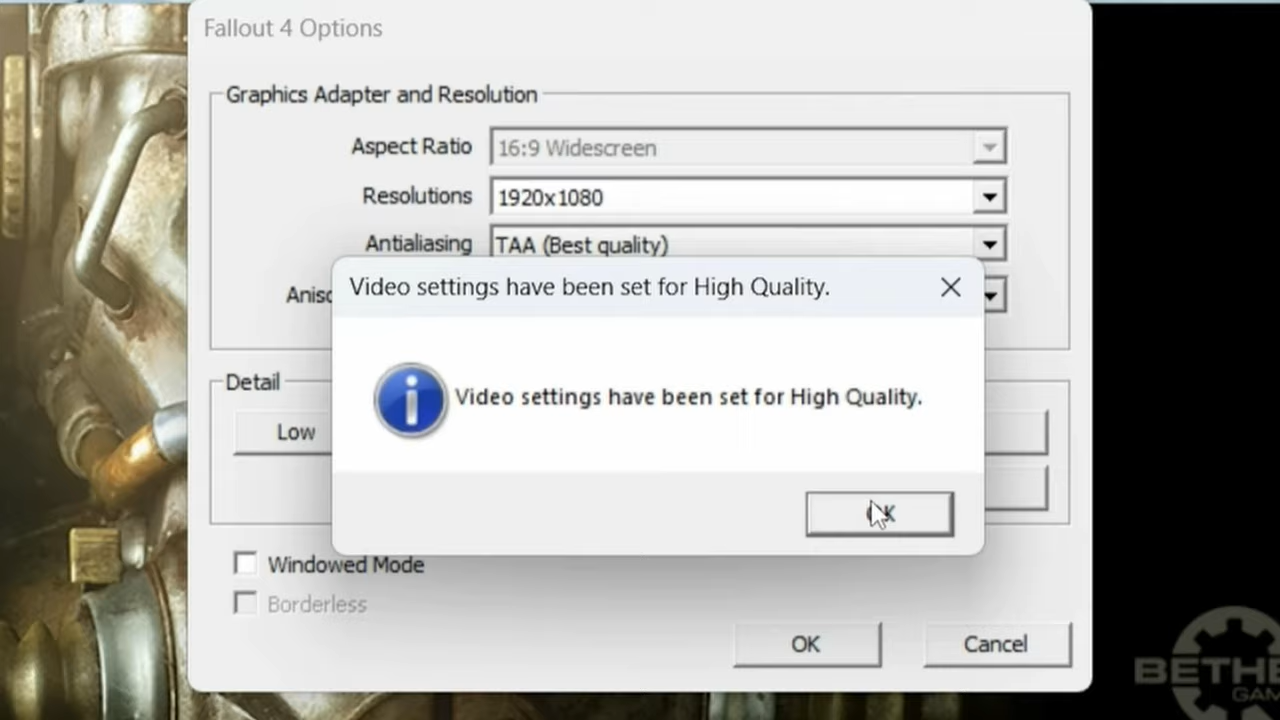 Fallout 4 Options
Graphics Adapter and Resolution
Aspect Ratio 16:9 Widescreen
Resolutions 1920x1080
Antialiasing TAA (Best quality)
Video settings have been set for High Quality.
Video settings have been set for High Quality.
OK
Detail
Low
Windowed Mode
Borderless
OK Cancel